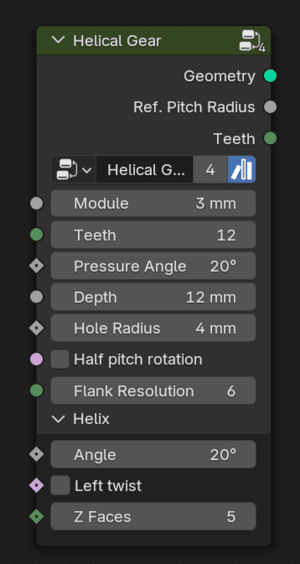 Helical Gear 4
Geometry
Ref. Pitch Radius
Teeth
Helical G... 4
Module 3 mm
Teeth 12
Pressure Angle 20°
Depth 12 mm
Hole Radius 4 mm
Half pitch rotation
Flank Resolution 6
Helix
Angle 20°
Left twist
Z Faces 5